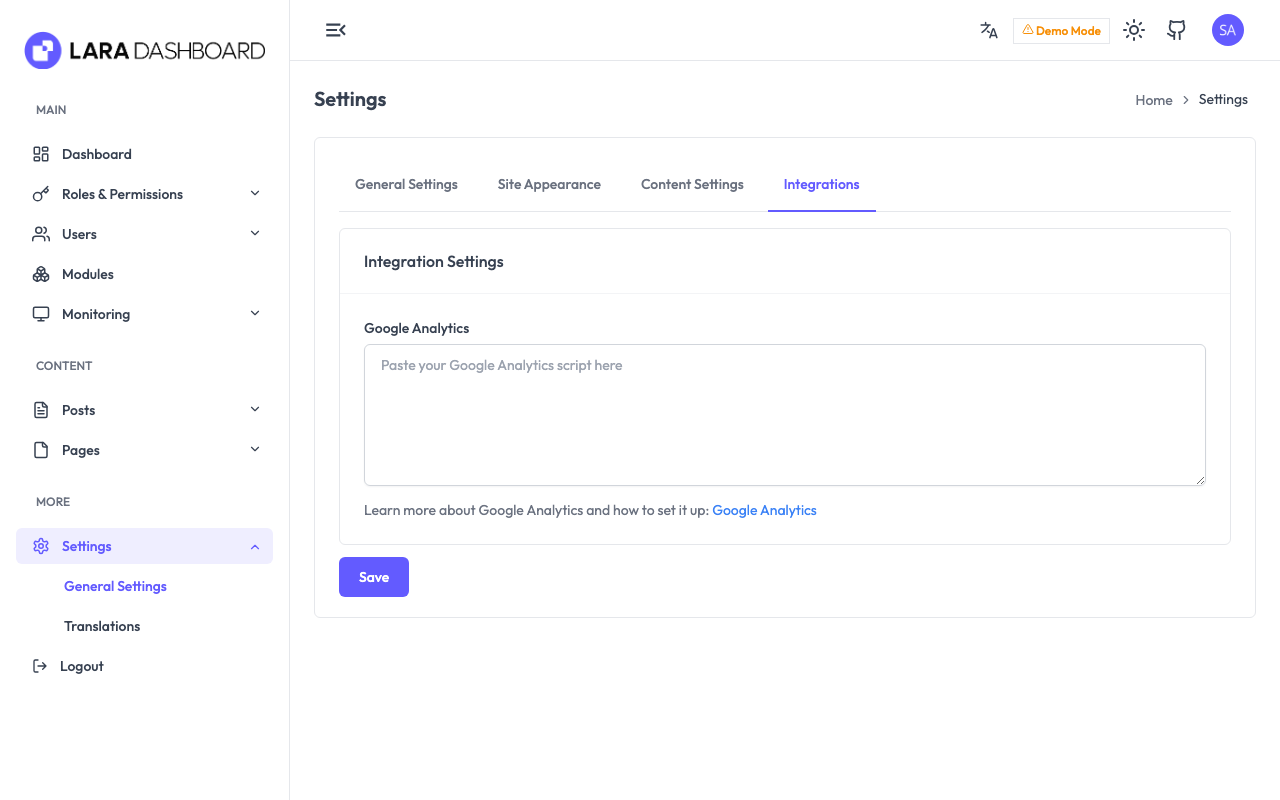 LARA DASHBOARD
MAIN
Dashboard
Roles & Permissions
Users
Modules
Monitoring
CONTENT
Posts
Pages
MORE
Settings
General Settings
Translations
Logout
Demo Mode
SA
Settings
Home > Settings
General Settings
Site Appearance
Content Settings
Integrations
Integration Settings
Google Analytics
Paste your Google Analytics script here
Learn more about Google Analytics and how to set it up: Google Analytics
Save